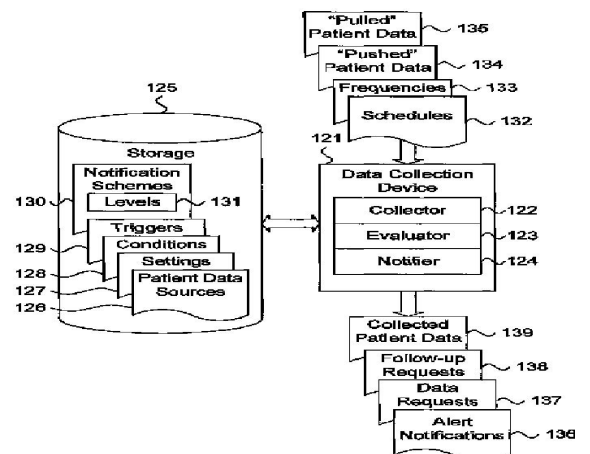 "Pulled"
Patient Data
135
"Pushed"
Patient Data
134
Frequencies
133
Schedules
132
125
Storage
Notification
Schemes
130
Levels
131
Triggers
129
Conditions
128
Settings
127
Patient Data
Sources
126
121
Data Collection
Device
Collector
122
Evaluator
123
Notifier
124
Collected
Patient Data
139
Follow-up
Requests
138
Data
Requests
137
Alert
Notifications
136